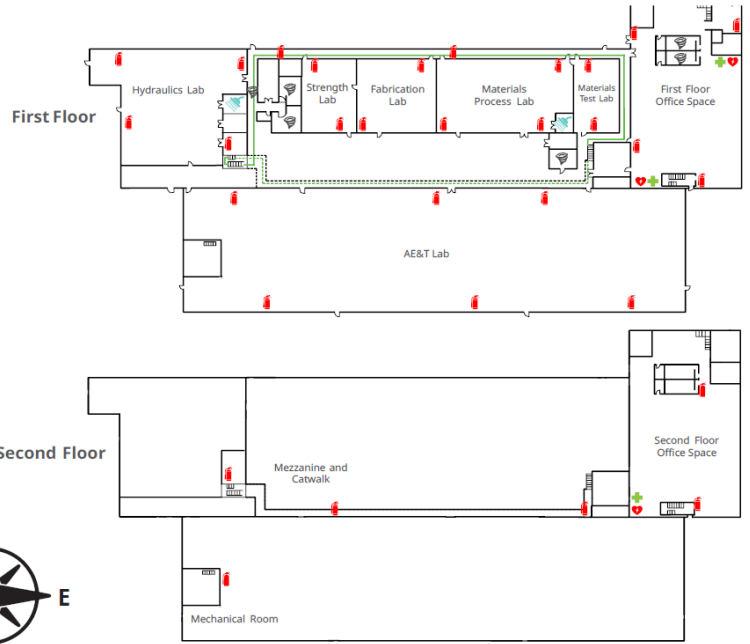 Hydraulics Lab
Strength
Lab
Fabrication
Lab
Materials
Process Lab
Materials
Test Lab
First Floor
Office Space
First Floor
AE&T Lab
Second Floor
Mezzanine and
Catwalk
Second Floor
Office Space
E
Mechanical Room